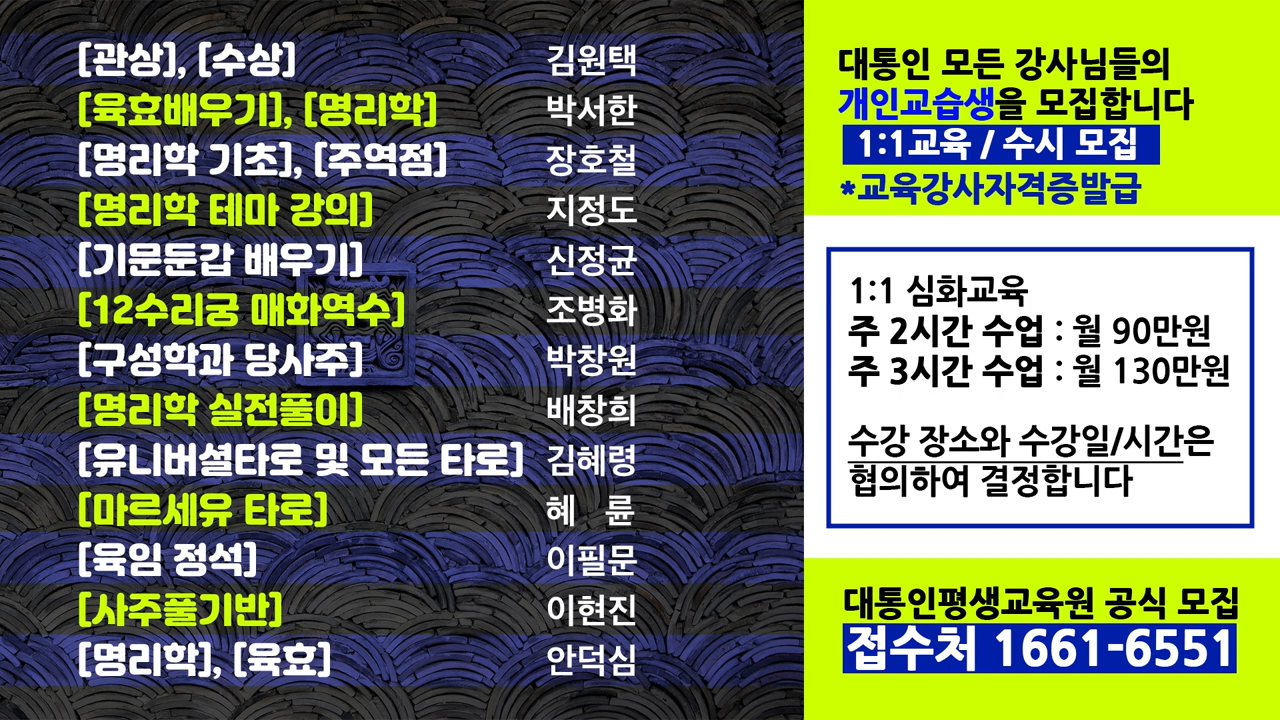 [관상], [수상] 김원택
[육효배우기], [명리학] 박서한
[명리학 기초], [주역점] 장호철
[명리학 테마 강의] 지정도
[기문둔갑 배우기] 신정균
[12수리궁 매화역수] 조병화
[구성학과 당사주] 박창원
[명리학 실전풀이] 배창희
[유니버셜타로 및 모든 타로] 김혜령
[마르세유 타로] 혜 륜
[육임 정석] 이필문
[사주풀기반] 이현진
[명리학], [육효] 안덕심
대통인 모든 강사님들의
개인교습생을 모집합니다
1:1교육 / 수시 모집
*교육강사자격증발급
1:1 심화교육
주 2시간 수업 : 월 90만원
주 3시간 수업 : 월 130만원
수강 장소와 수강일/시간은
협의하여 결정합니다
대통인평생교육원 공식 모집
접수처 1661-6551